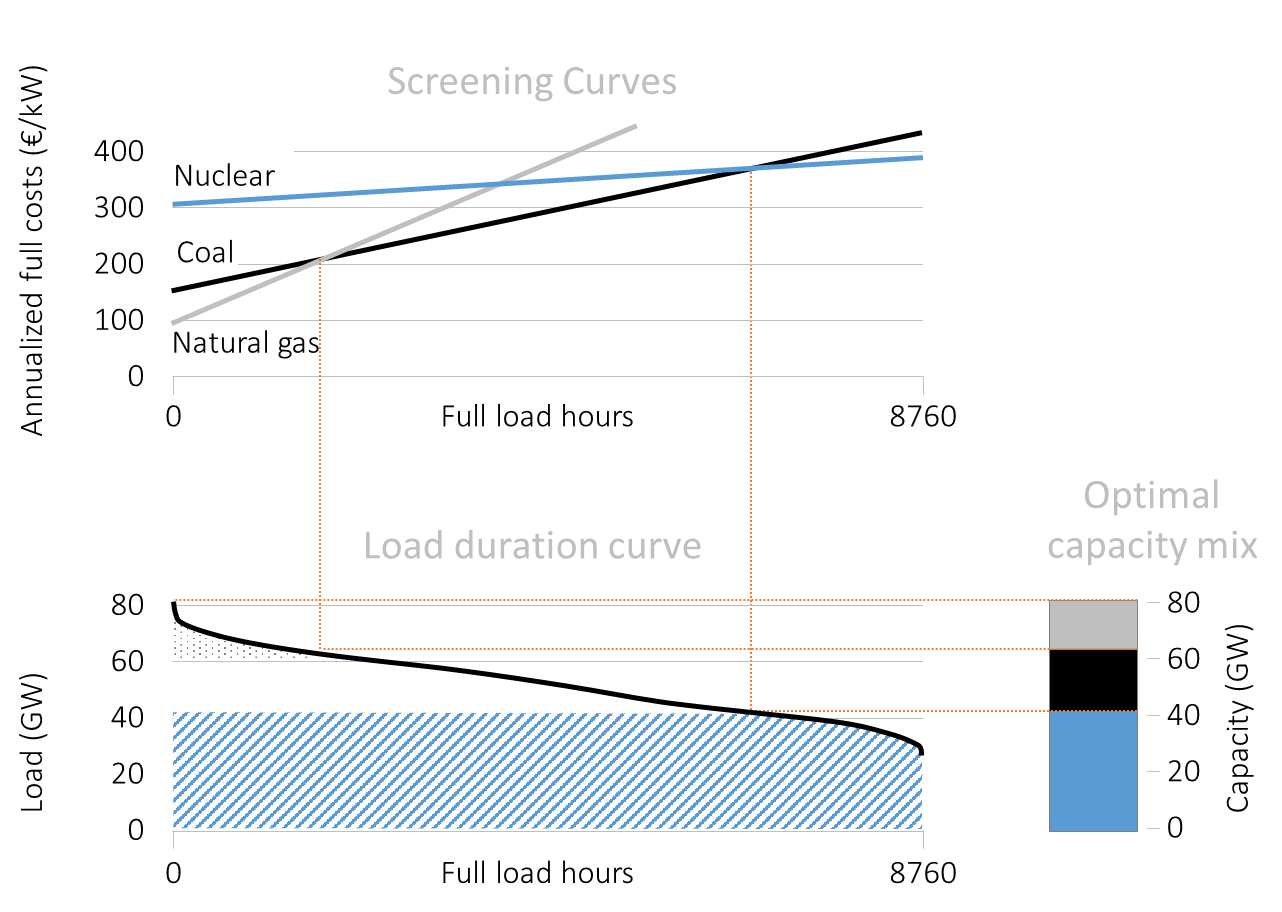 Screening Curves
Annualized full costs (€/kW)
400
300
200
100
0
Nuclear
Coal
Natural gas
0
Full load hours
8760
Optimal
capacity mix
Load duration curve
Load (GW)
80
60
40
20
0
0
Full load hours
8760
80
60
40
20
0
Capacity (GW)